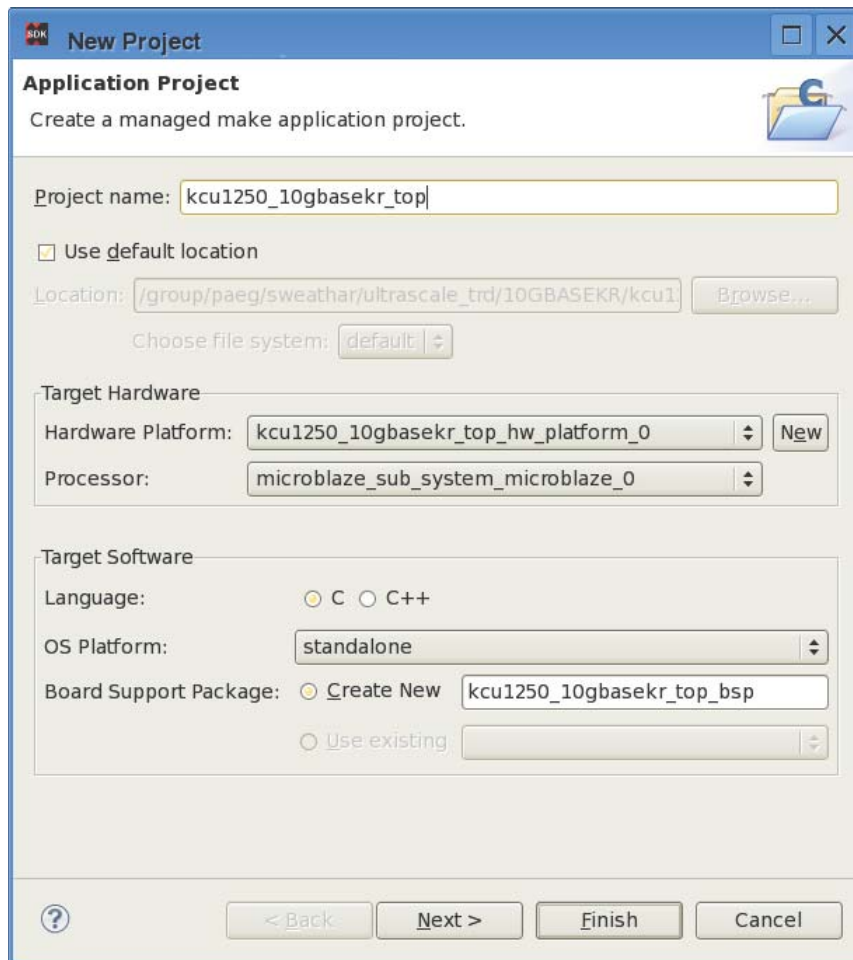 SDK New Project
Application Project
C
Create a managed make application project.
Project name: kcu1250_10gbasekr_top
Use default location
Location: /group/paeg/sweathar/ultrascale_trd/10GBASEKR/kcu1 Browse...
Choose file system: default
Target Hardware
Hardware Platform: kcu1250_10gbasekr_top_hw_platform_0 New
Processor: microblaze_sub_system_microblaze_0
Target Software
Language: C C++
OS Platform: standalone
Board Support Package: Create New kcu1250_10gbasekr_top_bsp
Use existing
? < Back Next > Finish Cancel